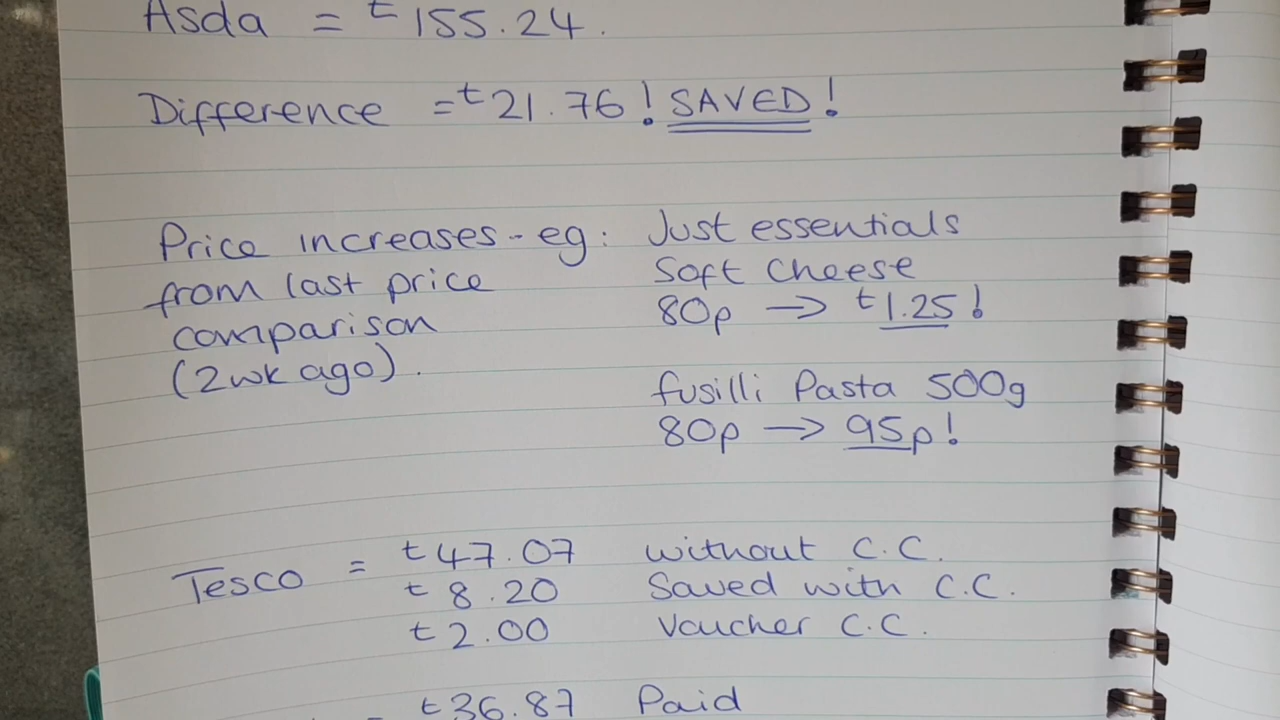 Asda = £155.24.
Difference = £21.76! SAVED!
Price increases - eg:
from last price
comparison
(2wk ago).
Just essentials
Soft Cheese
80p → £1.25!
fusilli Pasta 500g
80p → 95p!
Tesco = £47.07 without C.C.
£8.20 Saved with C.C.
£2.00 Voucher C.C.
= £36.87 Paid